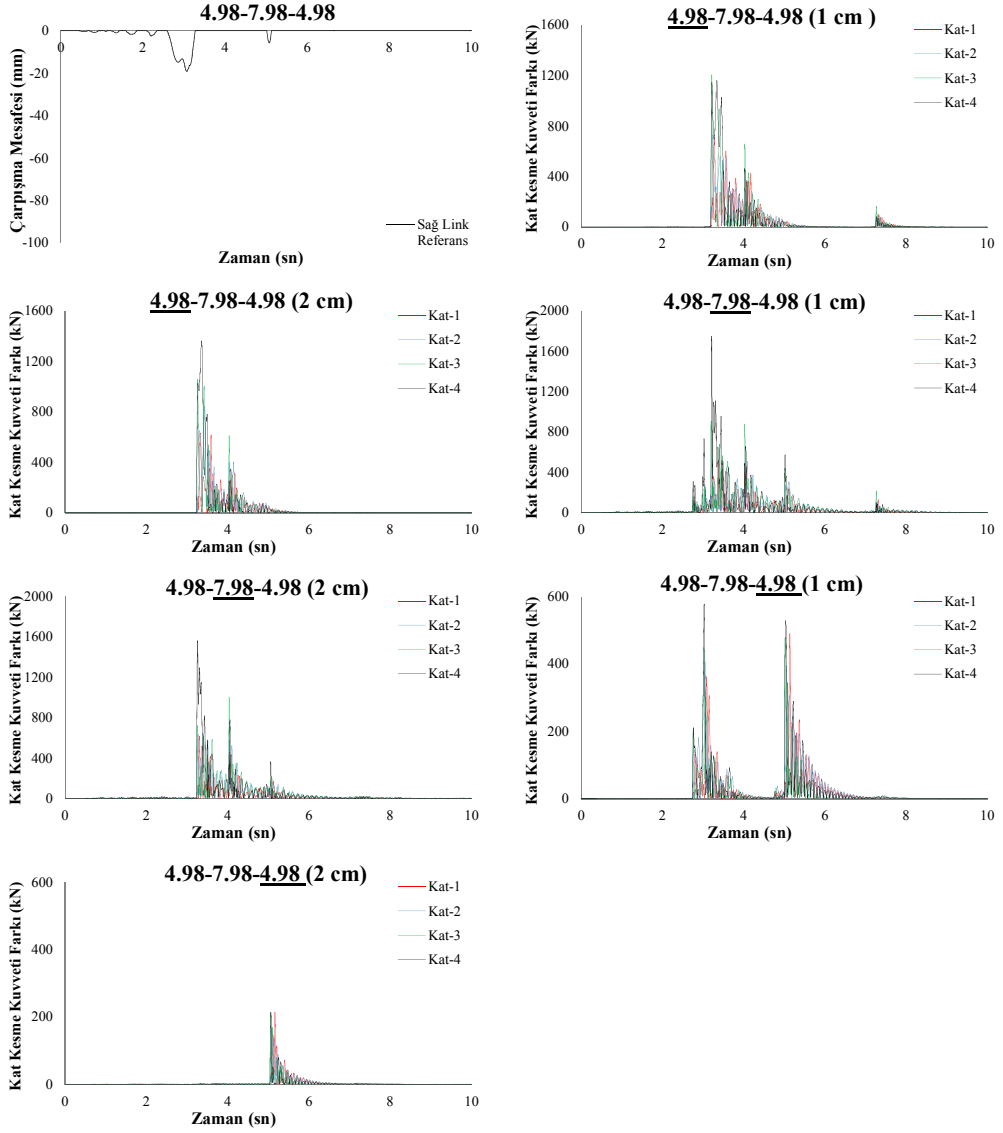 4.98-7.98-4.98
Çarpışma Mesafesi (mm)
0
-20
-40
-60
-80
-100
0 2 4 6 8 10
Sağ Link
Referans
Zaman (sn)
4.98-7.98-4.98 (1 cm )
Kat Kesme Kuvveti Farkı (kN)
1600
1200
800
400
0
0 2 4 6 8 10
Kat-1
Kat-2
Kat-3
Kat-4
Zaman (sn)
4.98-7.98-4.98 (2 cm)
Kat Kesme Kuvveti Farkı (kN)
1600
1200
800
400
0
0 2 4 6 8 10
Kat-1
Kat-2
Kat-3
Kat-4
Zaman (sn)
4.98-7.98-4.98 (1 cm)
Kat Kesme Kuvveti Farkı (kN)
2000
1600
1200
800
400
0
0 2 4 6 8 10
Kat-1
Kat-2
Kat-3
Kat-4
Zaman (sn)
4.98-7.98-4.98 (2 cm)
Kat Kesme Kuvveti Farkı (kN)
2000
1600
1200
800
400
0
0 2 4 6 8 10
Kat-1
Kat-2
Kat-3
Kat-4
Zaman (sn)
4.98-7.98-4.98 (1 cm)
Kat Kesme Kuvveti Farkı (kN)
600
400
200
0
0 2 4 6 8 10
Kat-1
Kat-2
Kat-3
Kat-4
Zaman (sn)
4.98-7.98-4.98 (2 cm)
Kat Kesme Kuvveti Farkı (kN)
600
400
200
0
0 2 4 6 8 10
Kat-1
Kat-2
Kat-3
Kat-4
Zaman (sn)